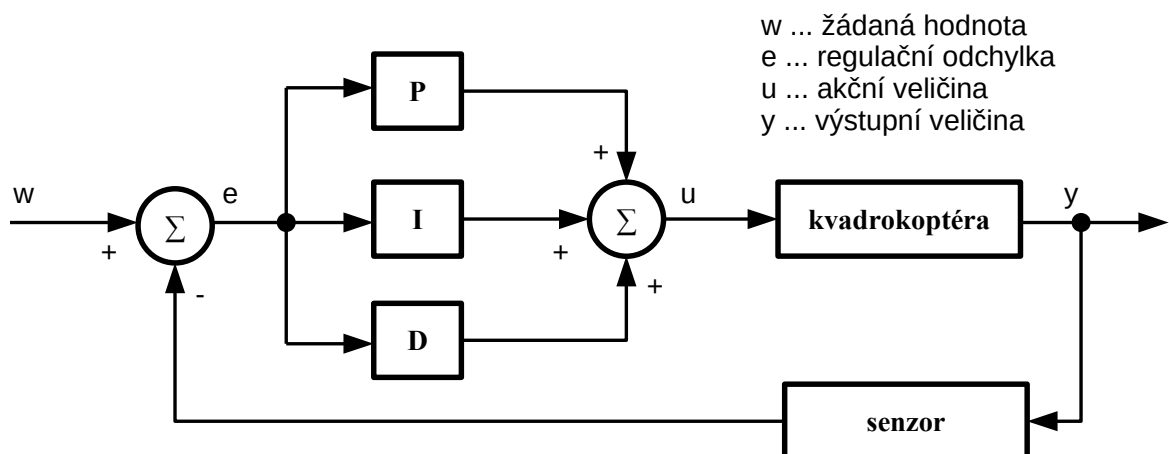 w ... žádaná hodnota
e ... regulační odchylka
u ... akční veličina
y ... výstupní veličina
P
+
w
e
u
y
Σ
I
Σ
kvadrokoptéra
+
+
+
-
D
senzor